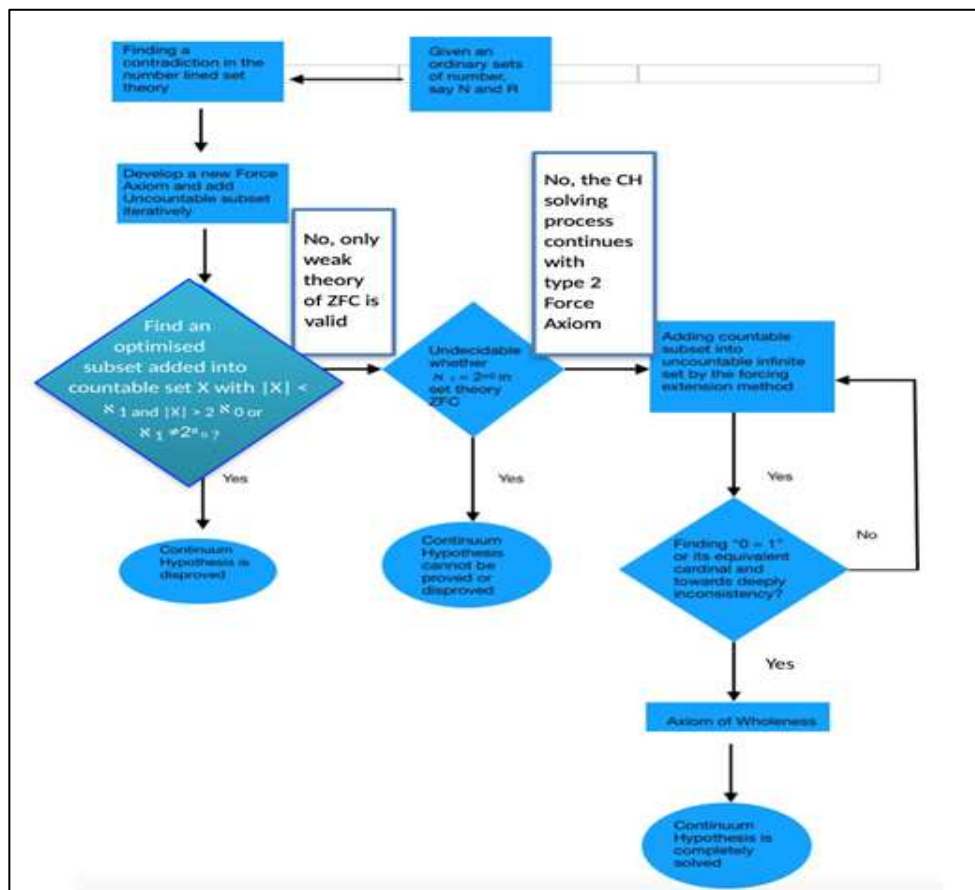 Given an
ordinary sets
of number,
say N and R
Finding a
contradiction in the
number lined set
theory
Develop a new Force
Axiom and add
Uncountable subset
iteratively
Find an
optimised
subset added into
countable set X with |X| <
ℵ 1 and |X| > 2 ℵ 0 or
ℵ 1 ≠2ℵ0 ?
Yes
Continuum
Hypothesis is
disproved
No, only
weak
theory
of ZFC is
valid
Undecidable
whether
in
set theory
ZFC
Yes
Continuum
Hypothesis
cannot be
proved or
disproved
No, the CH
solving
process
continues
with
type 2
Force
Axiom
Adding countable
subset into
uncountable infinite
set by the forcing
extension method
Yes
Finding "0 = 1"
or its equivalent
cardinal and
towards deeply
inconsistency?
No
Yes
Axiom of Wholeness
Continuum
Hypothesis is
completely
solved